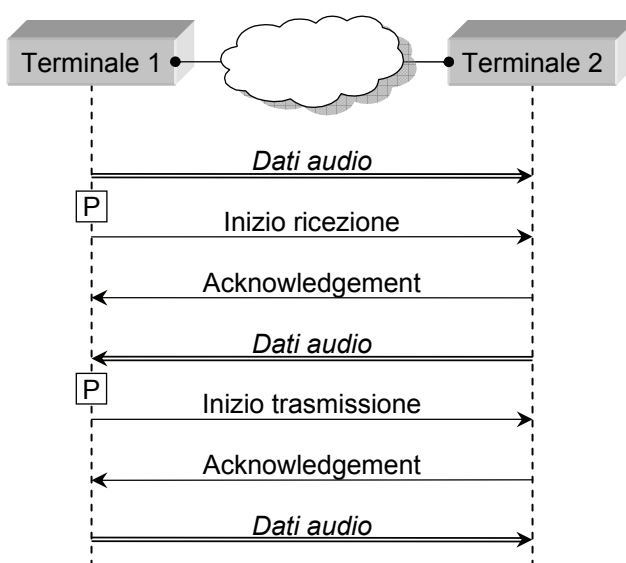 Terminale 1
Terminale 2
Dati audio
P
Inizio ricezione
Acknowledgement
Dati audio
P
Inizio trasmissione
Acknowledgement
Dati audio